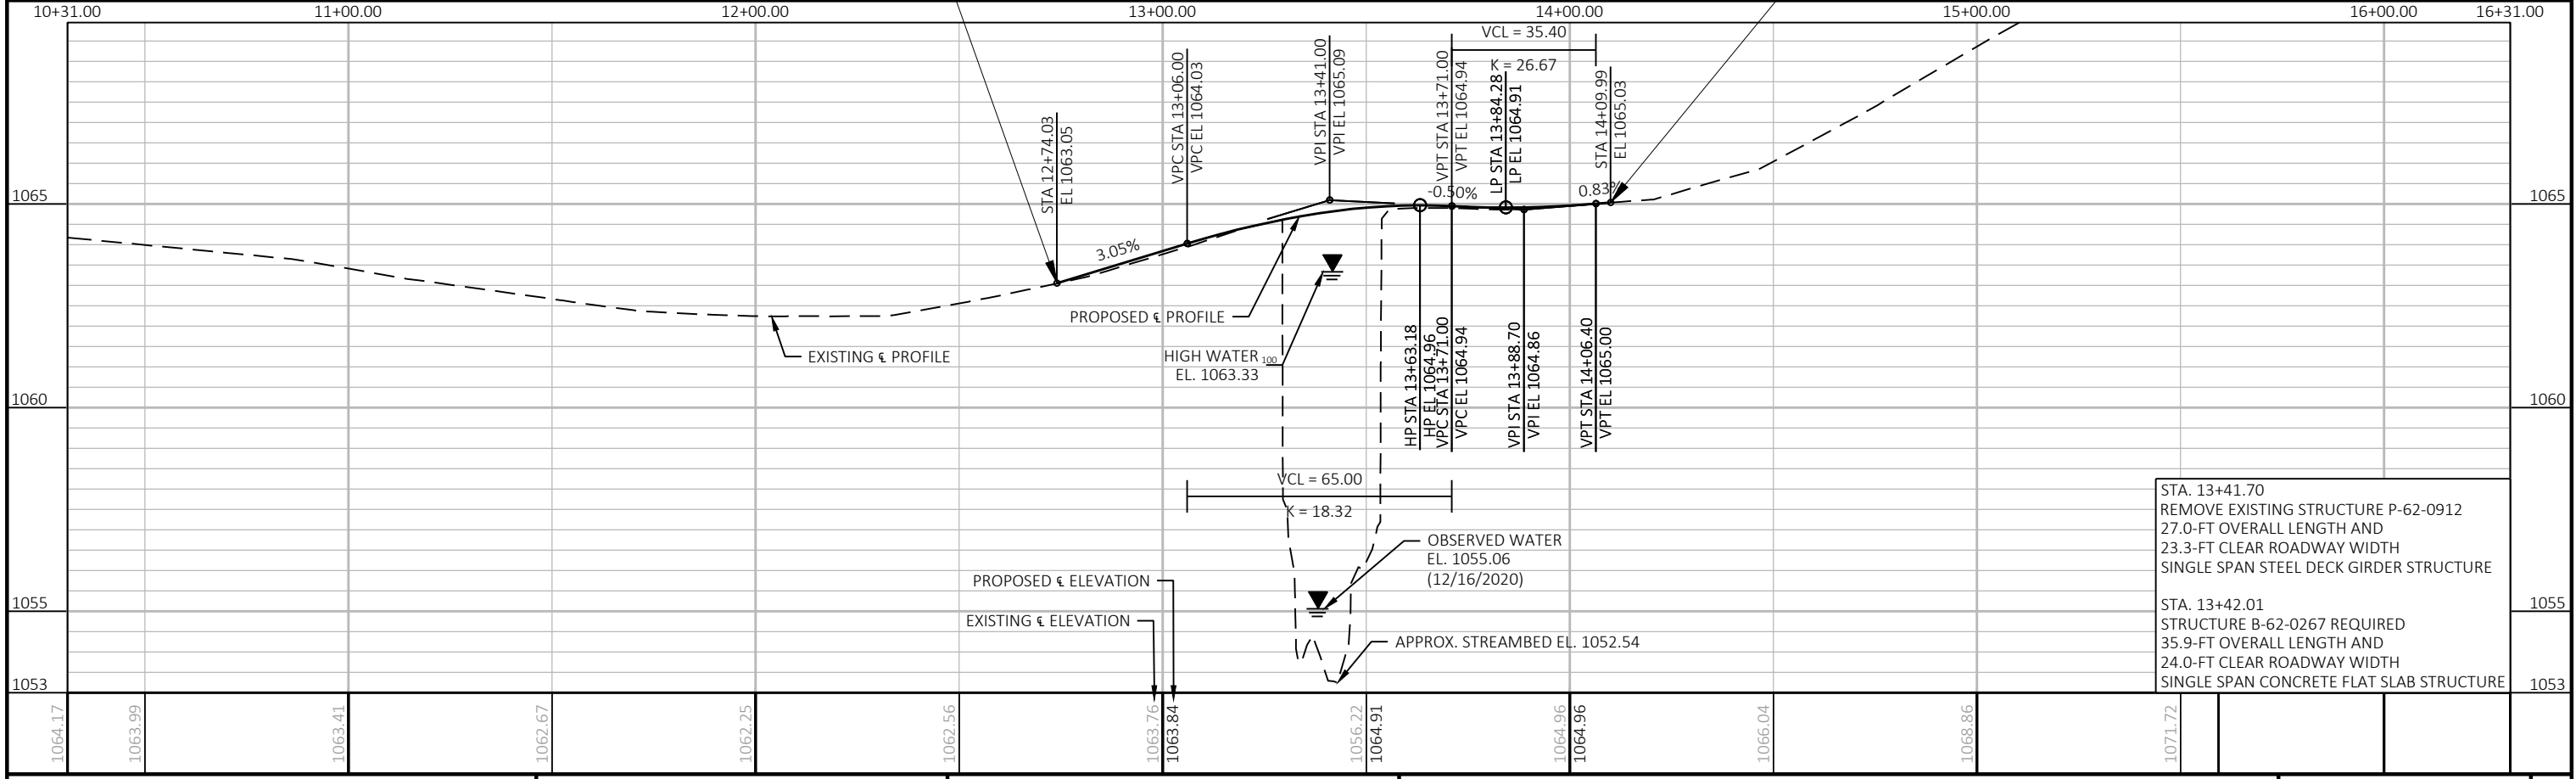 10+31.00
11+00.00
12+00.00
13+00.00
14+00.00
15+00.00
16+00.00
16+31.00
VCL = 35.40
K = 26.67
STA 12+74.03
EL 1063.05
VPC STA 13+06.00
VPC EL 1064.03
VPI STA 13+41.00
VPI EL 1065.09
VPT STA 13+71.00
VPT EL 1064.94
LP STA 13+84.28
LP EL 1064.91
STA 14+09.99
EL 1065.03
1065
1065
3.05%
-0.50%
0.83%
PROPOSED ℄ PROFILE
EXISTING ℄ PROFILE
HIGH WATER100
EL. 1063.33
HP STA 13+63.18
HP EL 1064.96
VPC STA 13+71.00
VPC EL 1064.94
VPI STA 13+88.70
VPI EL 1064.86
VPT STA 14+06.40
VPT EL 1065.00
1060
1060
VCL = 65.00
K = 18.32
OBSERVED WATER
EL. 1055.06
(12/16/2020)
PROPOSED ℄ ELEVATION
EXISTING ℄ ELEVATION
APPROX. STREAMBED EL. 1052.54
1055
1055
1053
1053
STA. 13+41.70
REMOVE EXISTING STRUCTURE P-62-0912
27.0-FT OVERALL LENGTH AND
23.3-FT CLEAR ROADWAY WIDTH
SINGLE SPAN STEEL DECK GIRDER STRUCTURE
STA. 13+42.01
STRUCTURE B-62-0267 REQUIRED
35.9-FT OVERALL LENGTH AND
24.0-FT CLEAR ROADWAY WIDTH
SINGLE SPAN CONCRETE FLAT SLAB STRUCTURE
1064.17
1063.99
1063.41
1062.67
1062.25
1062.56
1063.76
1063.84
1056.22
1064.91
1064.96
1064.96
1066.04
1068.86
1071.72